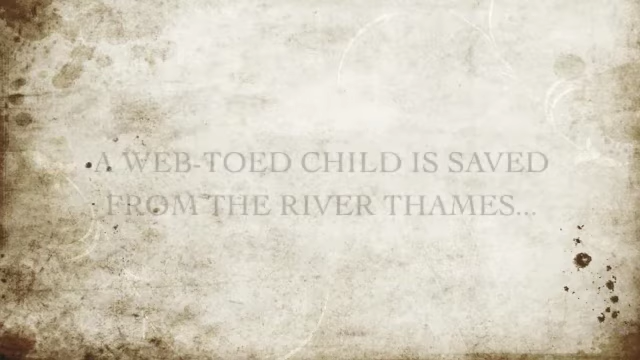 A WEB-TOED CHILD IS SAVED
FROM THE RIVER THAMES...